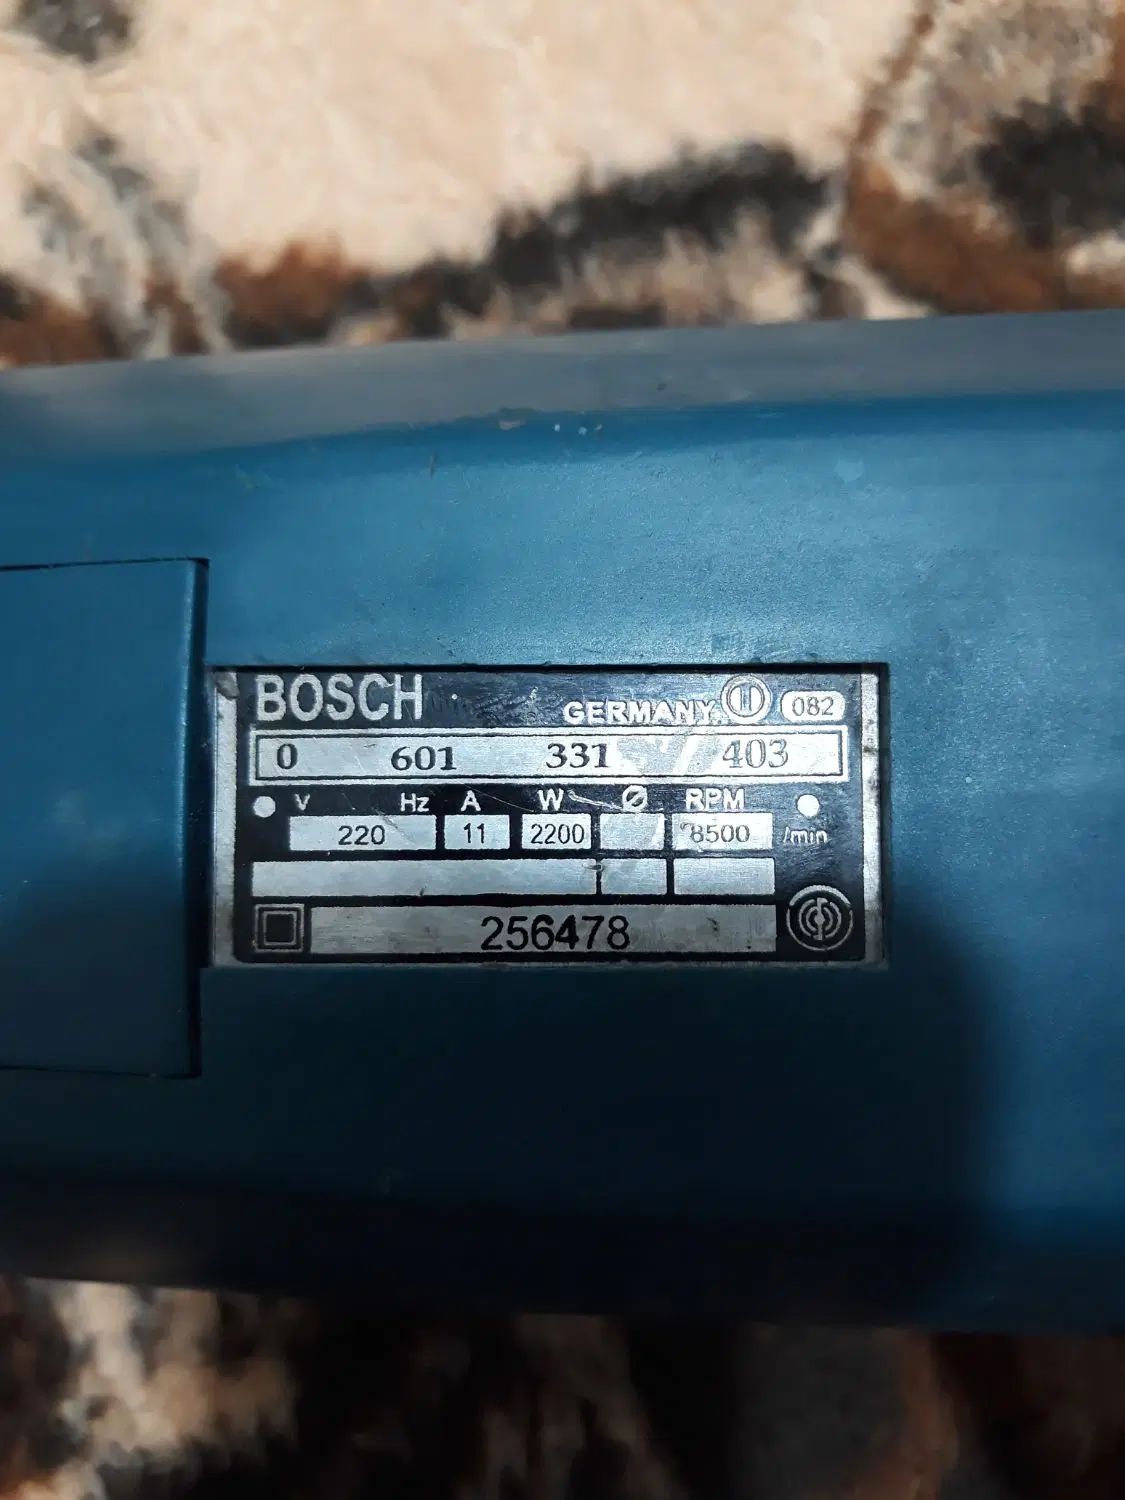 BOSCH GERMANY 082
0 601 331 403
V Hz A W Ø RPM
220 11 2200 8500 /min
256478